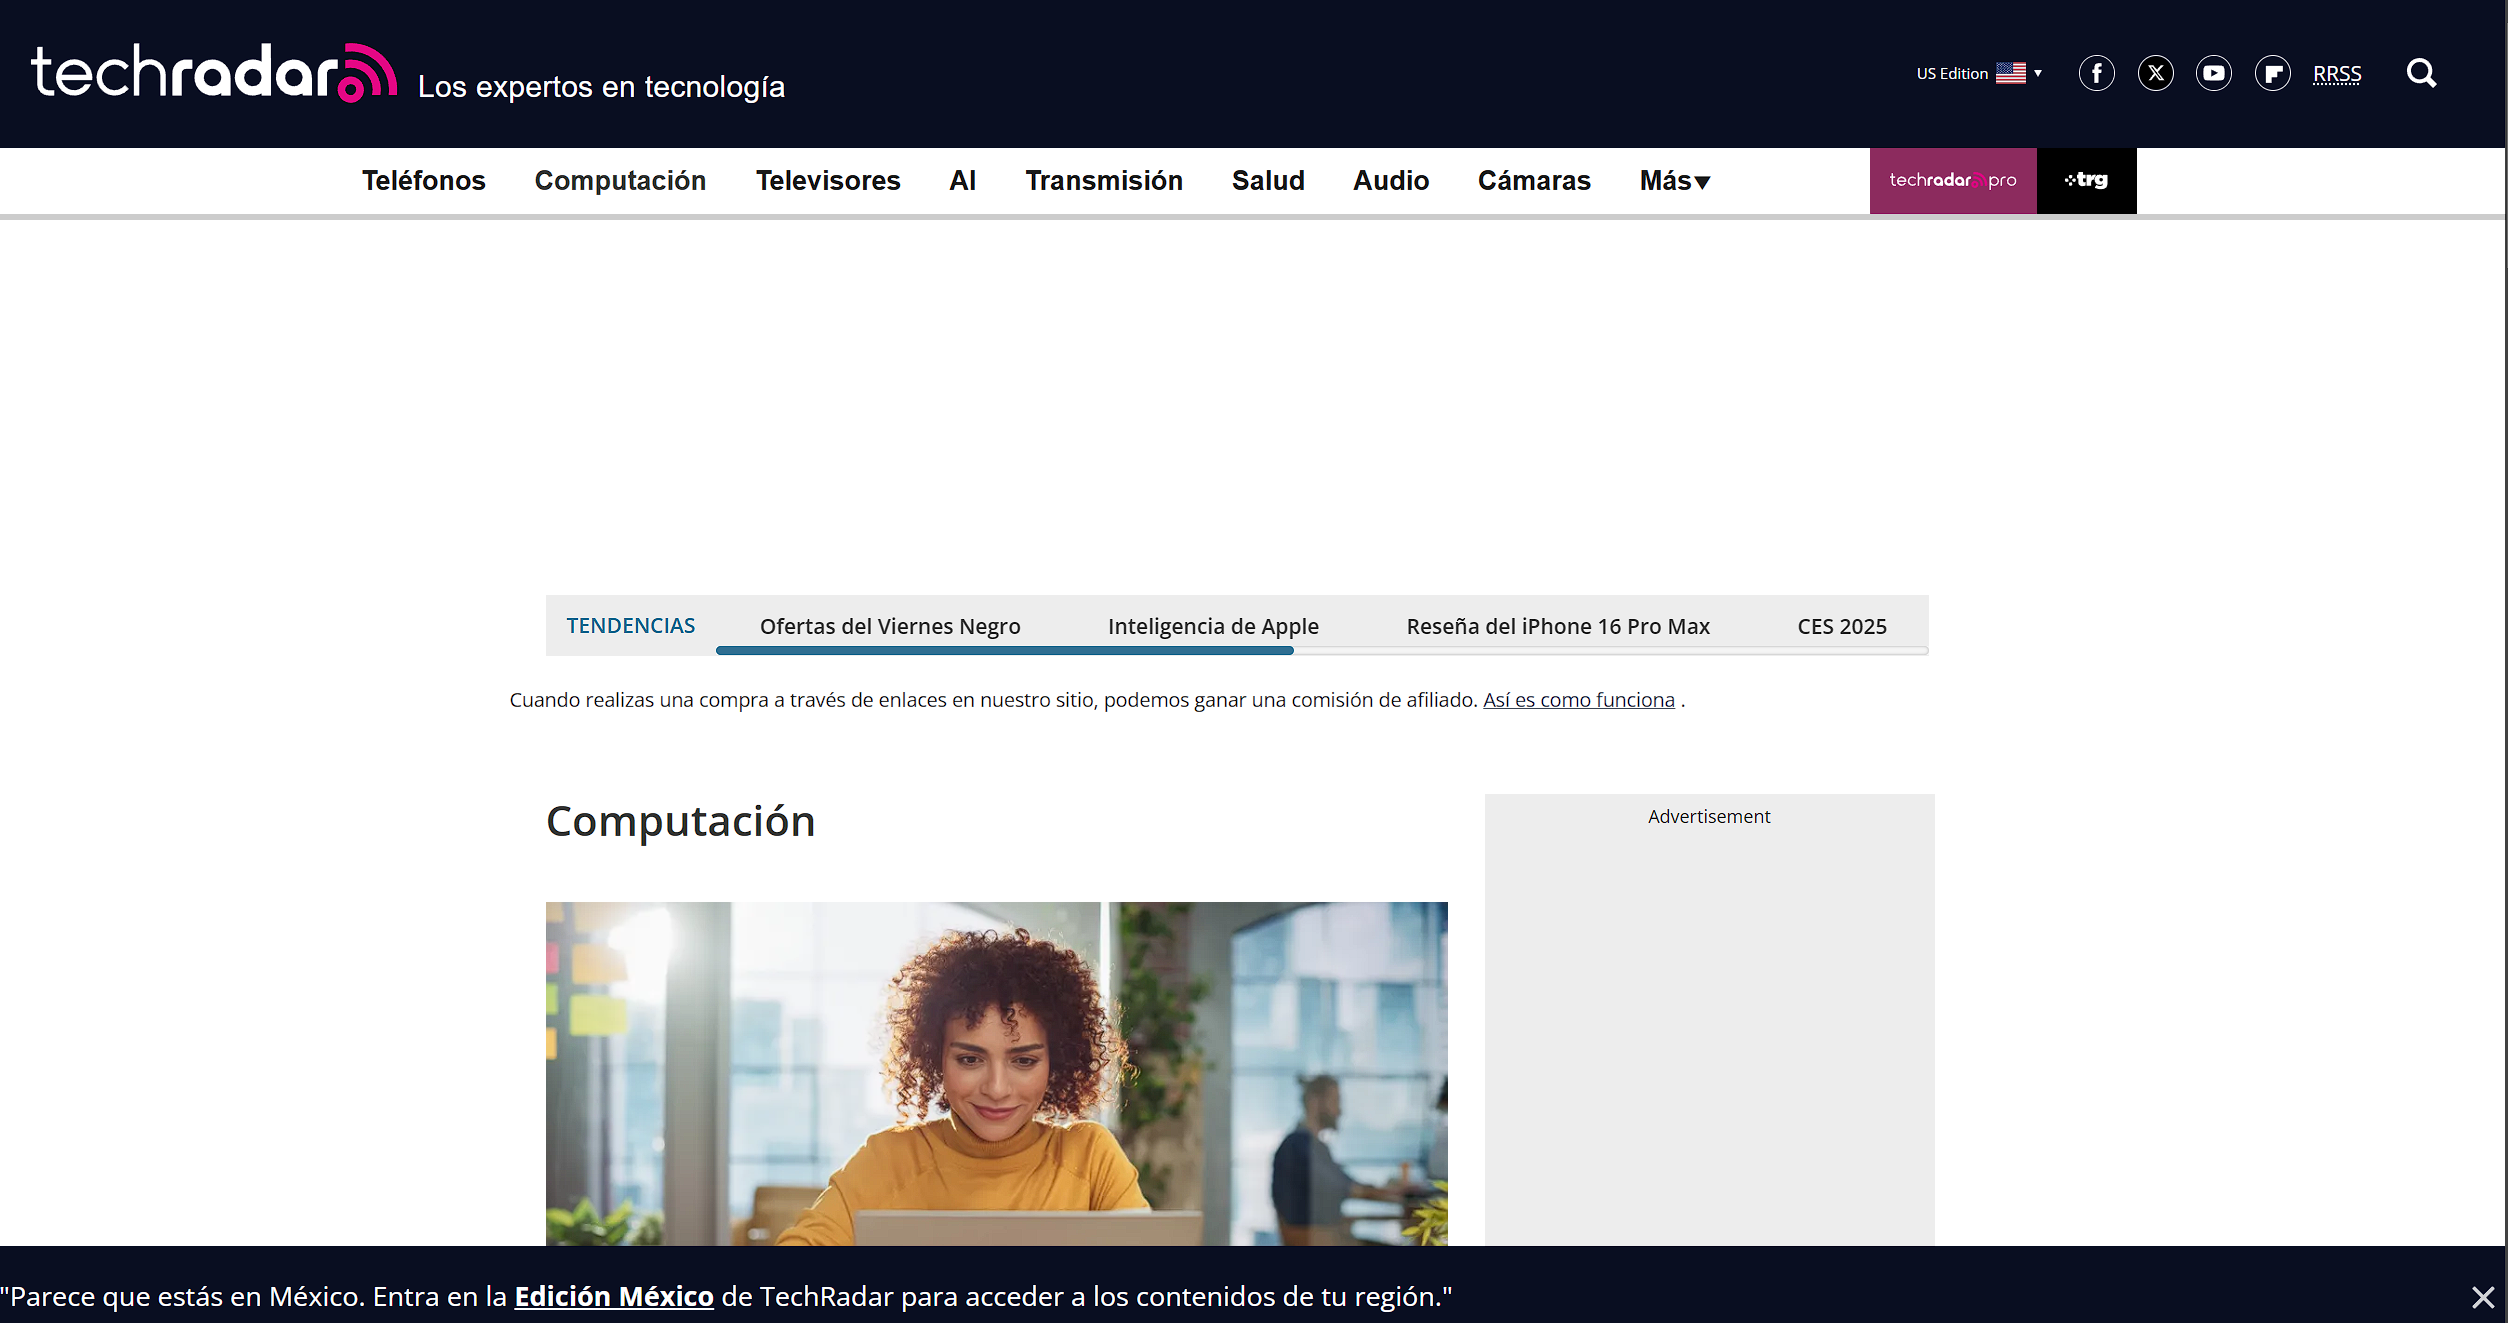 techradar Los expertos en tecnología
US Edition
RRSS
Teléfonos Computación Televisores AI Transmisión Salud Audio Cámaras Más
techradar pro
trg
TENDENCIAS Ofertas del Viernes Negro Inteligencia de Apple Reseña del iPhone 16 Pro Max CES 2025
Cuando realizas una compra a través de enlaces en nuestro sitio, podemos ganar una comisión de afiliado. Así es como funciona .
Computación
Advertisement
"Parece que estás en México. Entra en la Edición México de TechRadar para acceder a los contenidos de tu región."